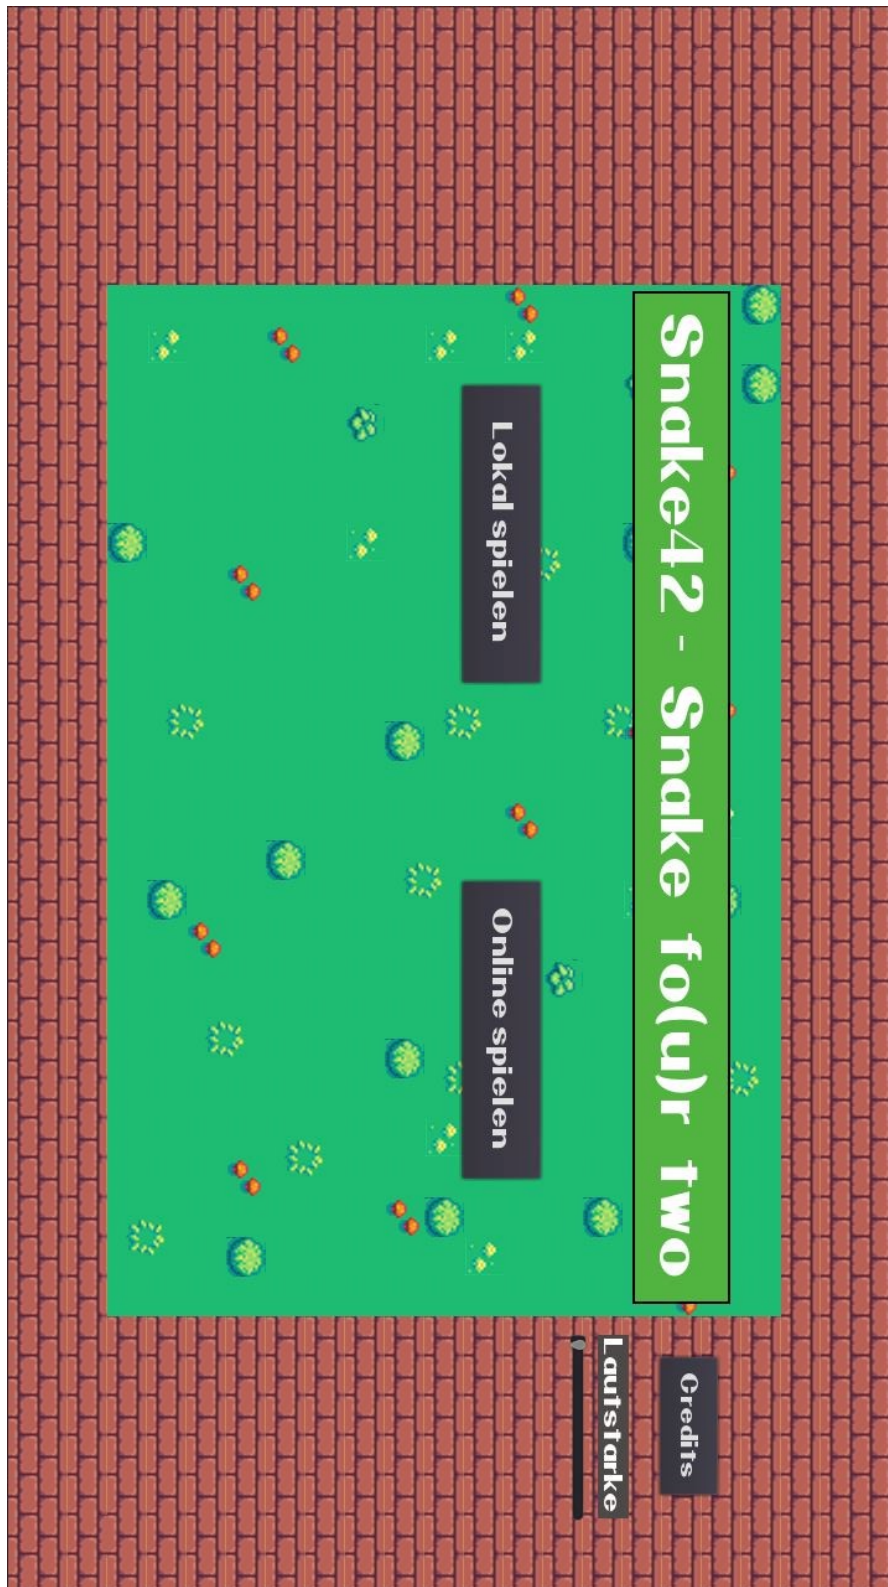 Snake42 - Snake fo(u)r two
Credits
Lautstarke
Lokal spielen
Online spielen